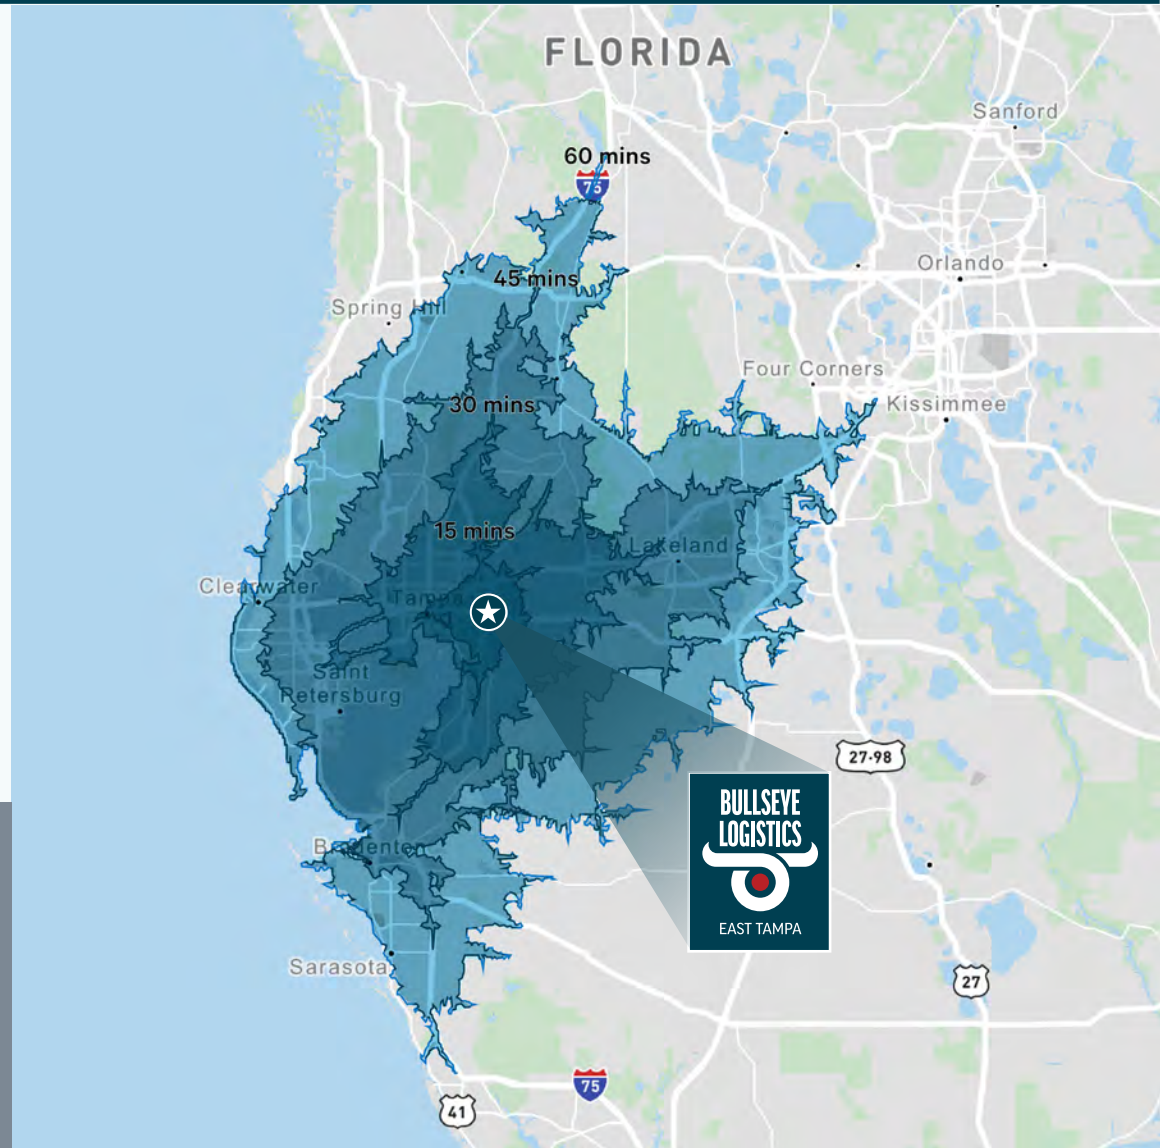 FLORIDA
Sanford
60 mins
75
Orlando
45 mins
Spring Hill
Four Corners
Kissimmee
30 mins
15 mins
Lakeland
Clearwater
Tampa
Saint
Petersburg
27-98
BULLSEYE
LOGISTICS
EAST TAMPA
Bradenton
Sarasota
27
75
41